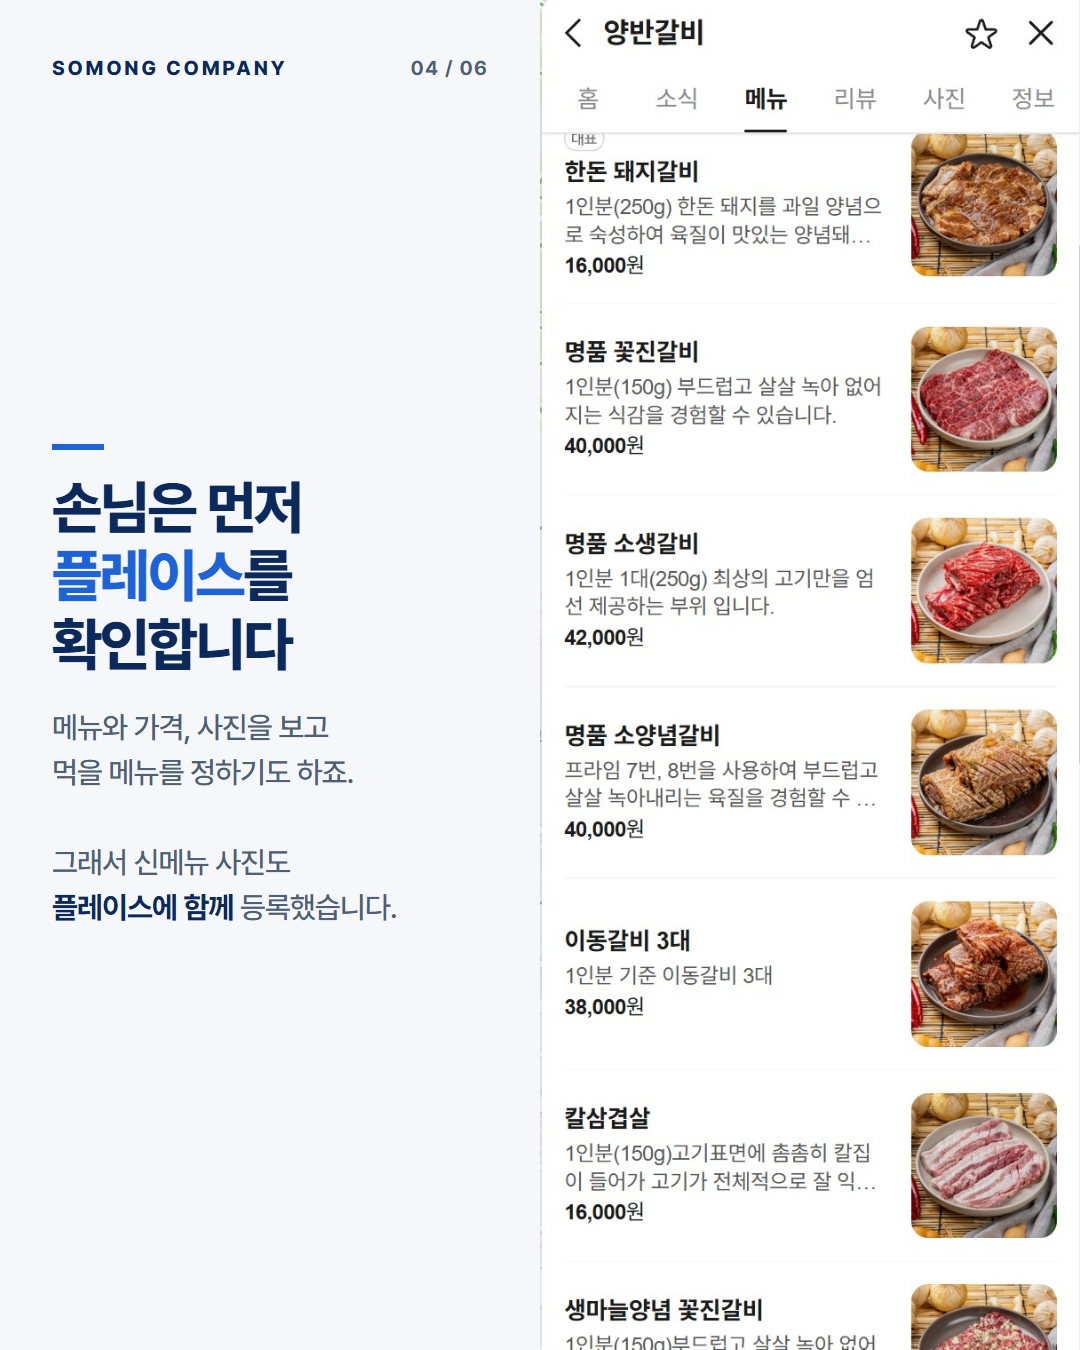 SOMONG COMPANY
04 / 06
손님은 먼저
플레이스를
확인합니다
메뉴와 가격, 사진을 보고
먹을 메뉴를 정하기도 하죠.
그래서 신메뉴 사진도
플레이스에 함께 등록했습니다.
양반갈비
홈 소식 메뉴 리뷰 사진 정보
대표
한돈 돼지갈비
1인분(250g) 한돈 돼지를 과일 양념으
로 숙성하여 육질이 맛있는 양념돼...
16,000원
명품 꽃진갈비
1인분(150g) 부드럽고 살살 녹아 없어
지는 식감을 경험할 수 있습니다.
40,000원
명품 소생갈비
1인분 1대(250g) 최상의 고기만을 엄
선 제공하는 부위 입니다.
42,000원
명품 소양념갈비
프라임 7번, 8번을 사용하여 부드럽고
살살 녹아내리는 육질을 경험할 수 ...
40,000원
이동갈비 3대
1인분 기준 이동갈비 3대
38,000원
칼삼겹살
1인분(150g)고기표면에 촘촘히 칼집
이 들어가 고기가 전체적으로 잘 익...
16,000원
생마늘양념 꽃진갈비
1인분(150g)부드럽고 살살 녹아 없어